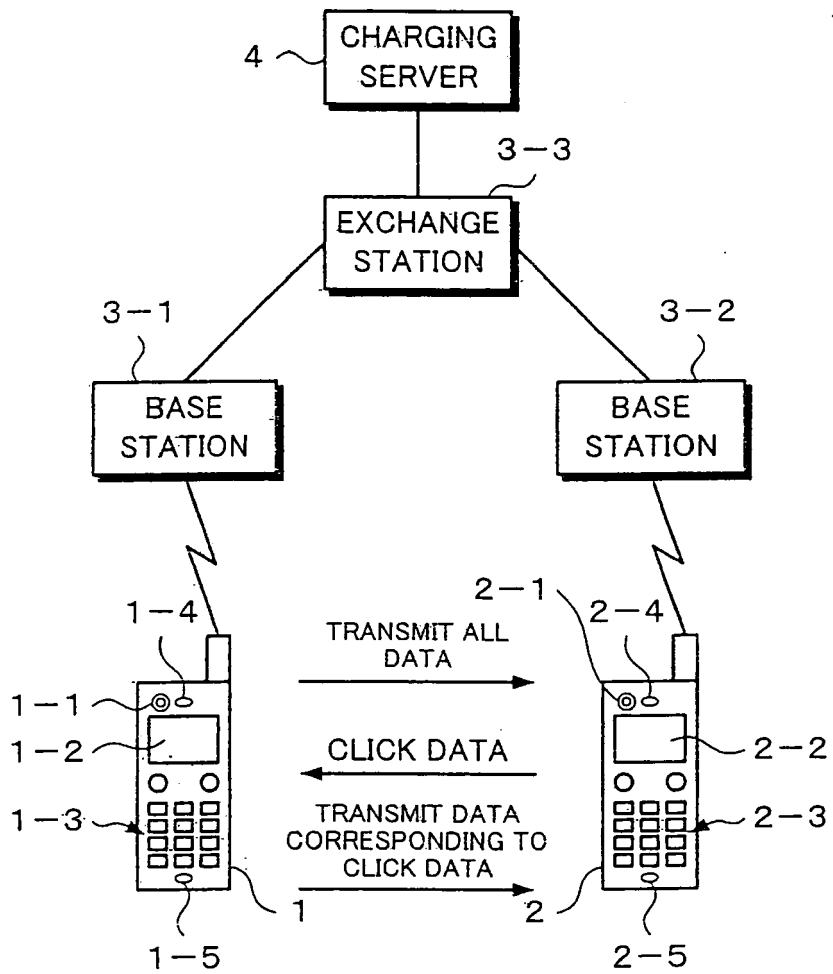 CHARGING
SERVER
4
3-3
EXCHANGE
STATION
3-1
3-2
BASE
STATION
BASE
STATION
1-4
2-1
2-4
TRANSMIT ALL
DATA
1-1
1-2
CLICK DATA
2-2
1-3
TRANSMIT DATA
CORRESPONDING TO
CLICK DATA
2-3
1
2
1-5
2-5